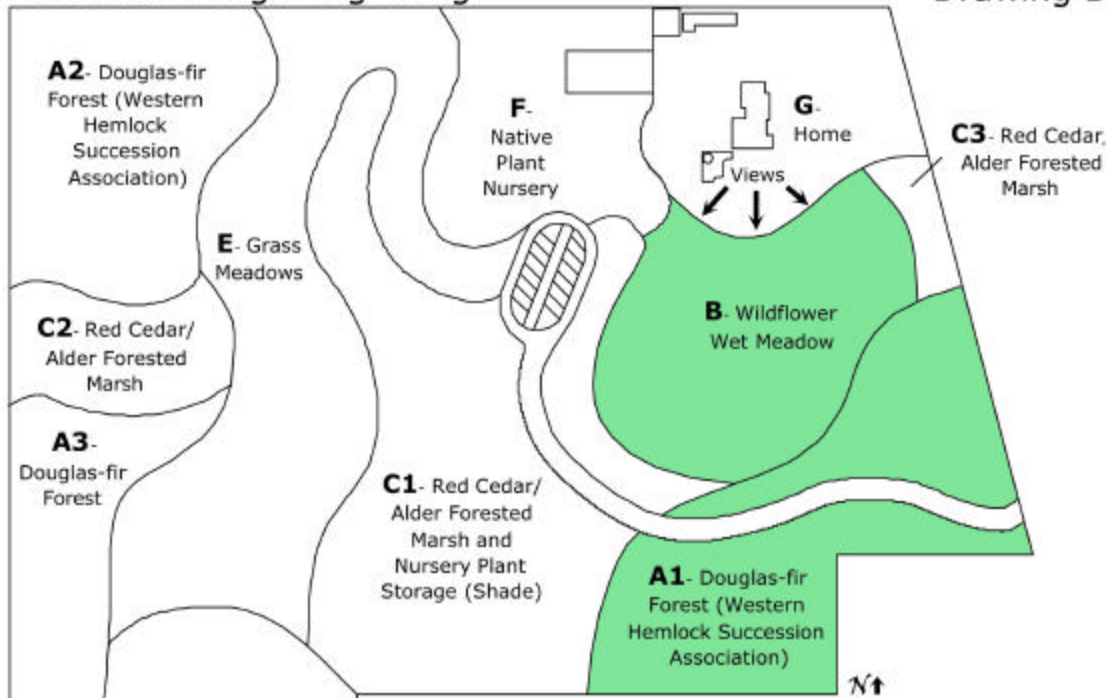 A2- Douglas-fir
Forest (Western
Hemlock
Succession
Association)
F-
Native
Plant
Nursery
G-
Home
C3- Red Cedar,
Alder Forested
Marsh
Views
E- Grass
Meadows
C2- Red Cedar/
Alder Forested
Marsh
B- Wildflower
Wet Meadow
A3-
Douglas-fir
Forest
C1- Red Cedar/
Alder Forested
Marsh and
Nursery Plant
Storage (Shade)
A1- Douglas-fir
Forest (Western
Hemlock Succession
Association)
N